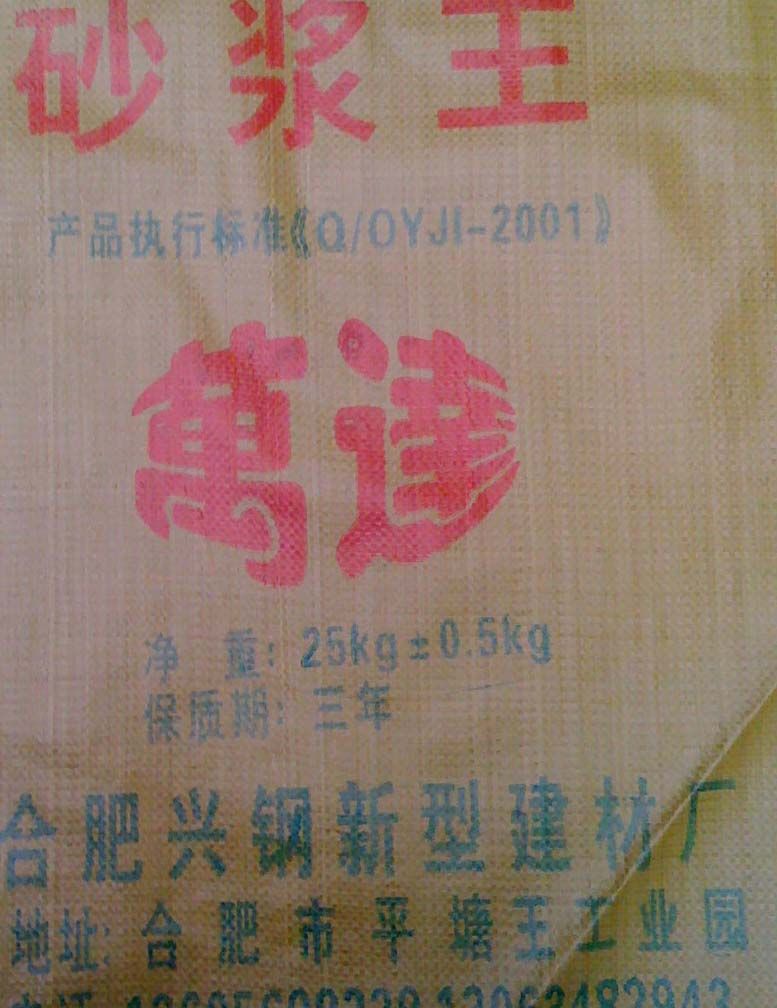 砂浆王
产品执行标准《Q/OYJI-2001》
萬達
净 重: 25kg±0.5kg
保质期: 三年
合肥兴钢新型建材厂
地址: 合肥市平塘王工业园